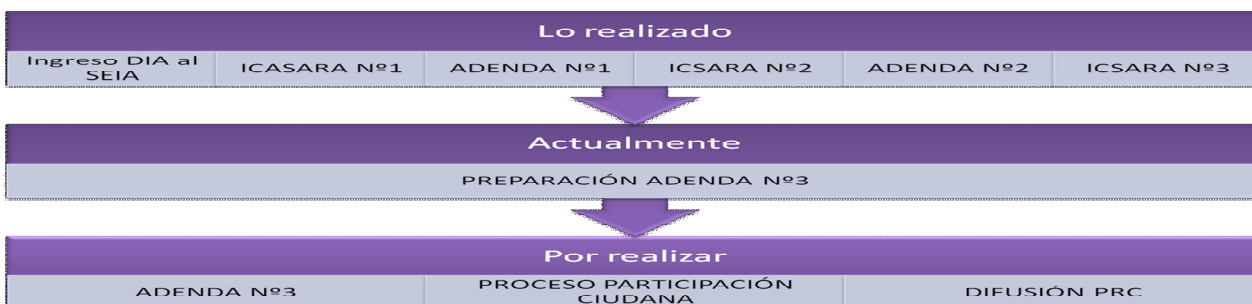 Lo realizado
Ingreso DIA al
SEIA
ICASARA Nº1
ADENDA Nº1
ICSARA Nº2
ADENDA Nº2
ICSARA Nº3
Actualmente
PREPARACIÓN ADENDA Nº3
Por realizar
ADENDA Nº3
PROCESO PARTICIPACIÓN
CIUDANA
DIFUSIÓN PRC